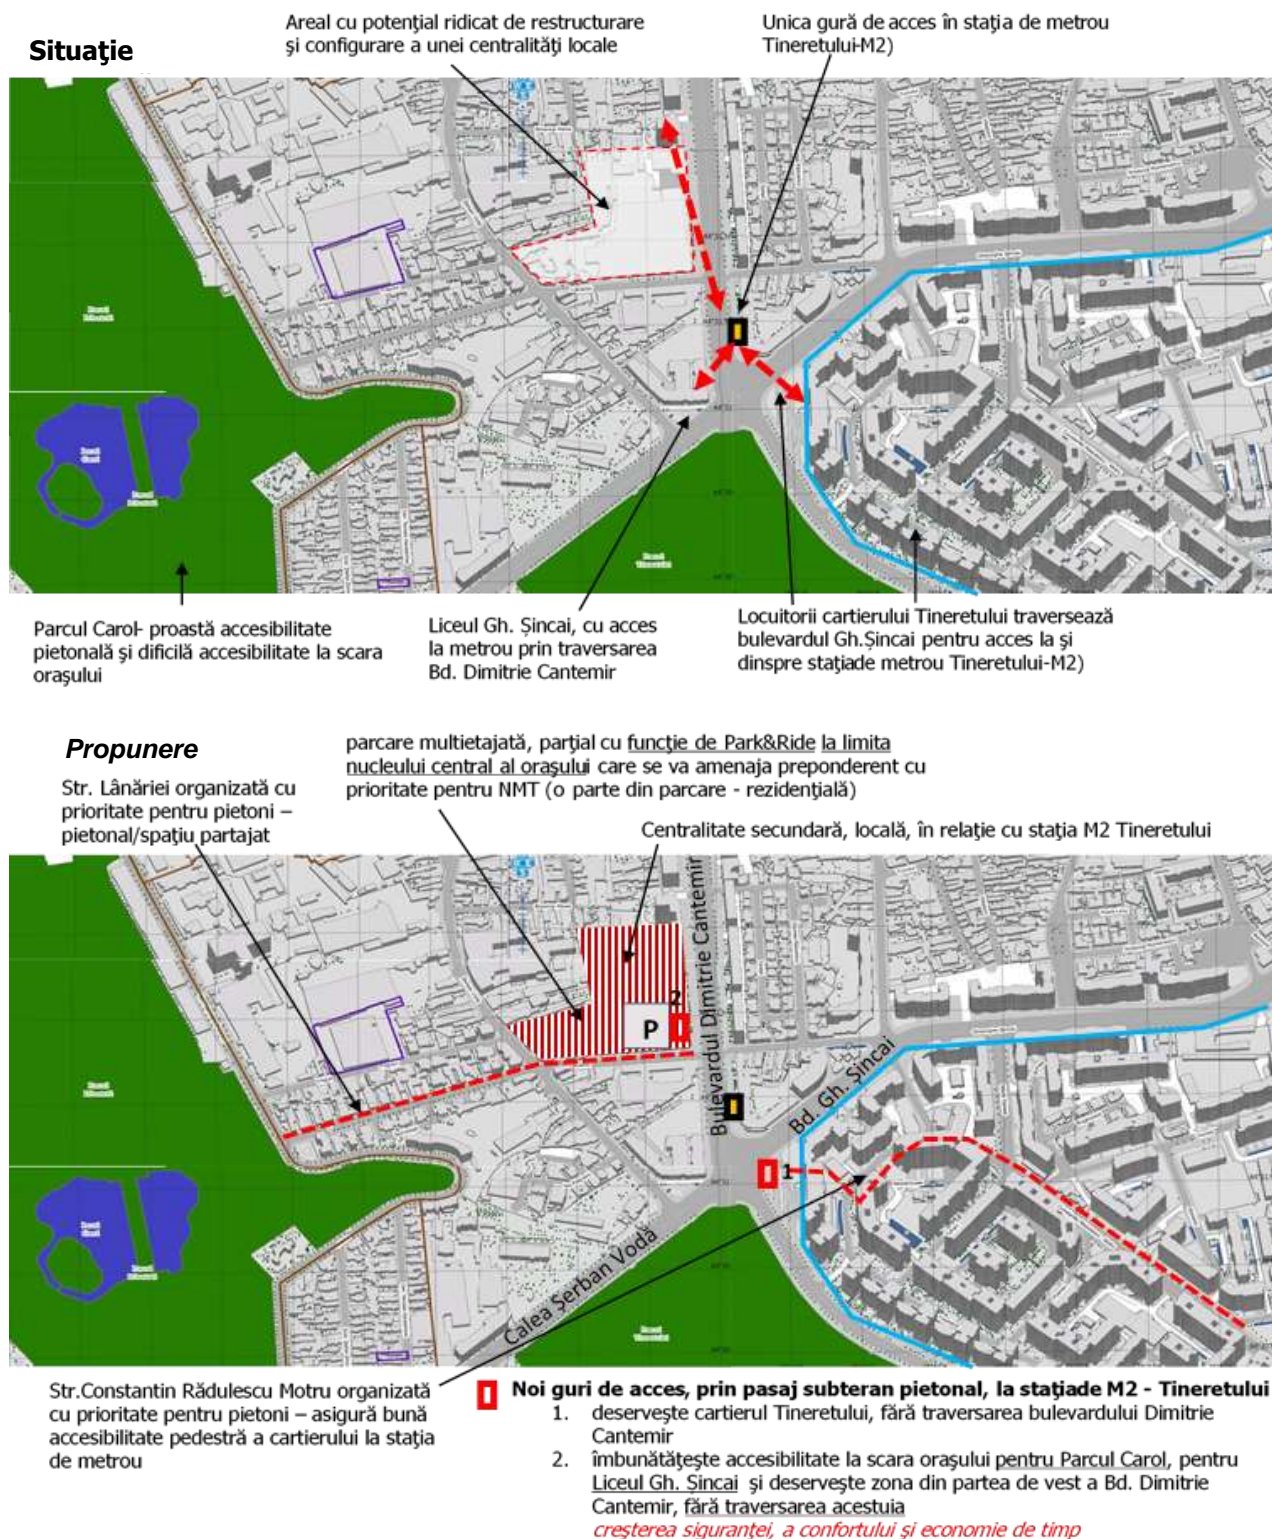 Situaţie
Areal cu potenţial ridicat de restructurare
şi configurare a unei centralităţi locale
Unica gură de acces în staţia de metrou
Tineretului-M2)
Parcul Carol- proastă accesibilitate
pietonală şi dificilă accesibilitate la scara
oraşului
Liceul Gh. Şincai, cu acces
la metrou prin traversarea
Bd. Dimitrie Cantemir
Locuitorii cartierului Tineretului traversează
bulevardul Gh.Şincai pentru acces la şi
dinspre staţiade metrou Tineretului-M2)
Propunere
Str. Lânăriei organizată cu
prioritate pentru pietoni –
pietonal/spaţiu partajat
parcare multietajată, parţial cu funcţie de Park&Ride la limita
nucleului central al oraşului care se va amenaja preponderent cu
prioritate pentru NMT (o parte din parcare - rezidenţială)
Centralitate secundară, locală, în relaţie cu staţia M2 Tineretului
Bulevardul Dimitrie Cantemir
2
P
Bd. Gh. Şincai
1
Calea Şerban Vodă
Str.Constantin Rădulescu Motru organizată
cu prioritate pentru pietoni – asigură bună
accesibilitate pedestră a cartierului la staţia
de metrou
Noi guri de acces, prin pasaj subteran pietonal, la staţiade M2 - Tineretului
1. deserveşte cartierul Tineretului, fără traversarea bulevardului Dimitrie
Cantemir
2. îmbunătăţeşte accesibilitate la scara oraşului pentru Parcul Carol, pentru
Liceul Gh. Şincai şi deserveşte zona din partea de vest a Bd. Dimitrie
Cantemir, fără traversarea acestuia
creşterea siguranţei, a confortului şi economie de timp